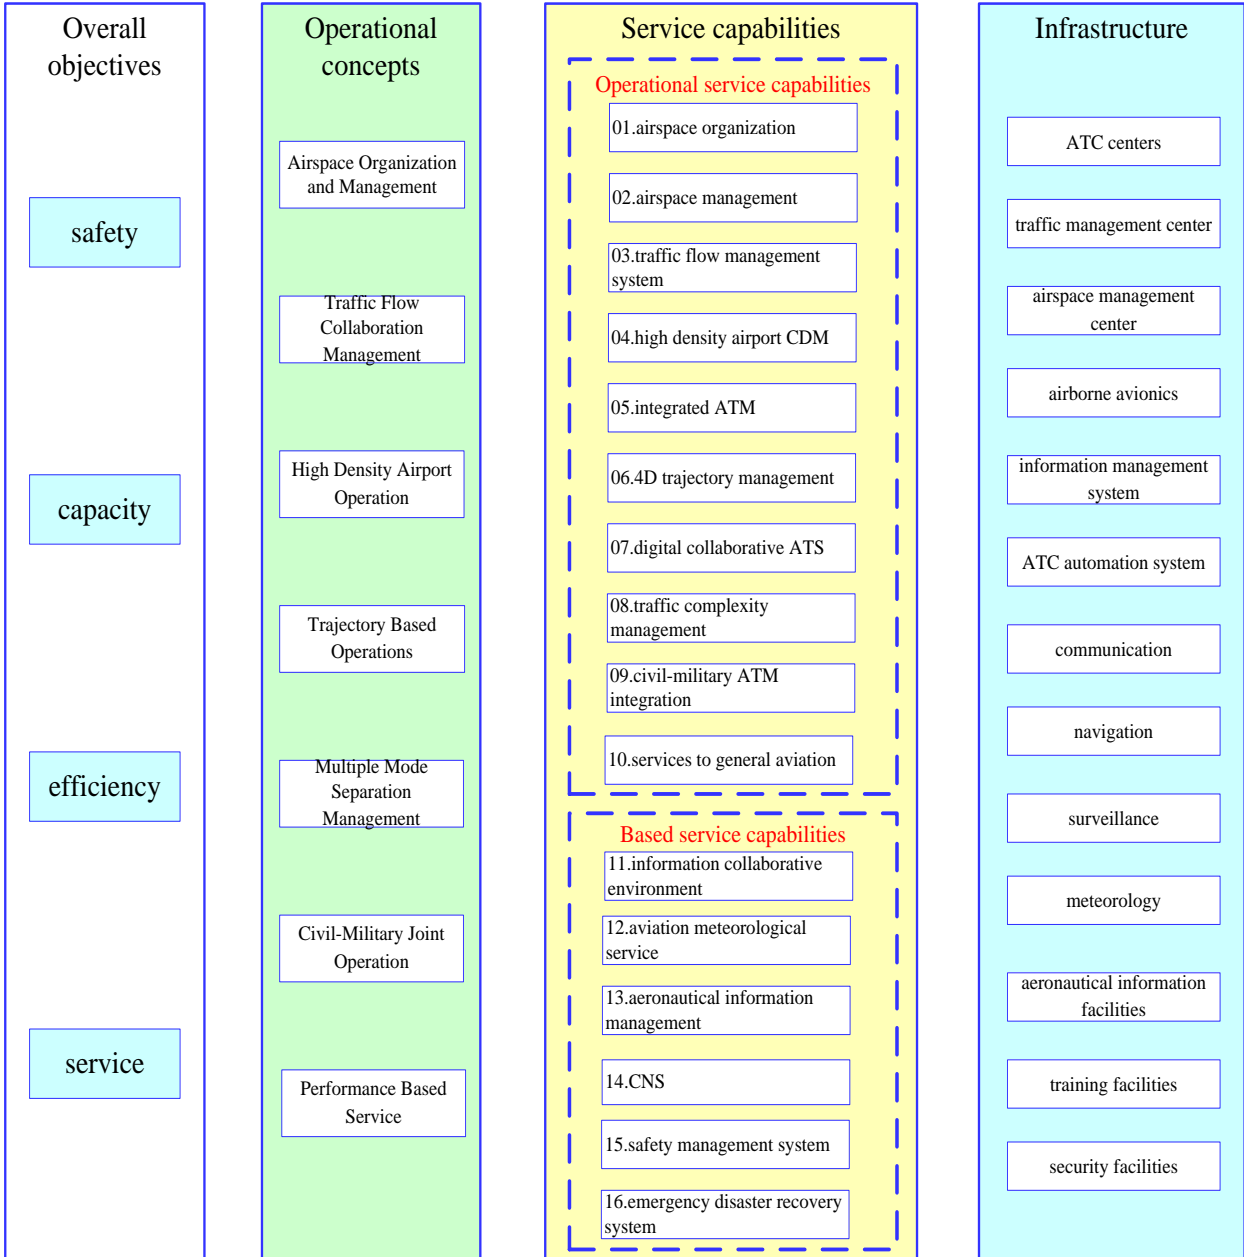 Overall
objectives
safety
capacity
efficiency
service
Operational
concepts
Airspace Organization
and Management
Traffic Flow
Collaboration
Management
High Density Airport
Operation
Trajectory Based
Operations
Multiple Mode
Separation
Management
Civil-Military Joint
Operation
Performance Based
Service
Service capabilities
Operational service capabilities
01.airspace organization
02.airspace management
03.traffic flow management
system
04.high density airport CDM
05.integrated ATM
06.4D trajectory management
07.digital collaborative ATS
08.traffic complexity
management
09.civil-military ATM
integration
10.services to general aviation
Based service capabilities
11.information collaborative
environment
12.aviation meteorological
service
13.aeronautical information
management
14.CNS
15.safety management system
16.emergency disaster recovery
system
Infrastructure
ATC centers
traffic management center
airspace management
center
airborne avionics
information management
system
ATC automation system
communication
navigation
surveillance
meteorology
aeronautical information
facilities
training facilities
security facilities